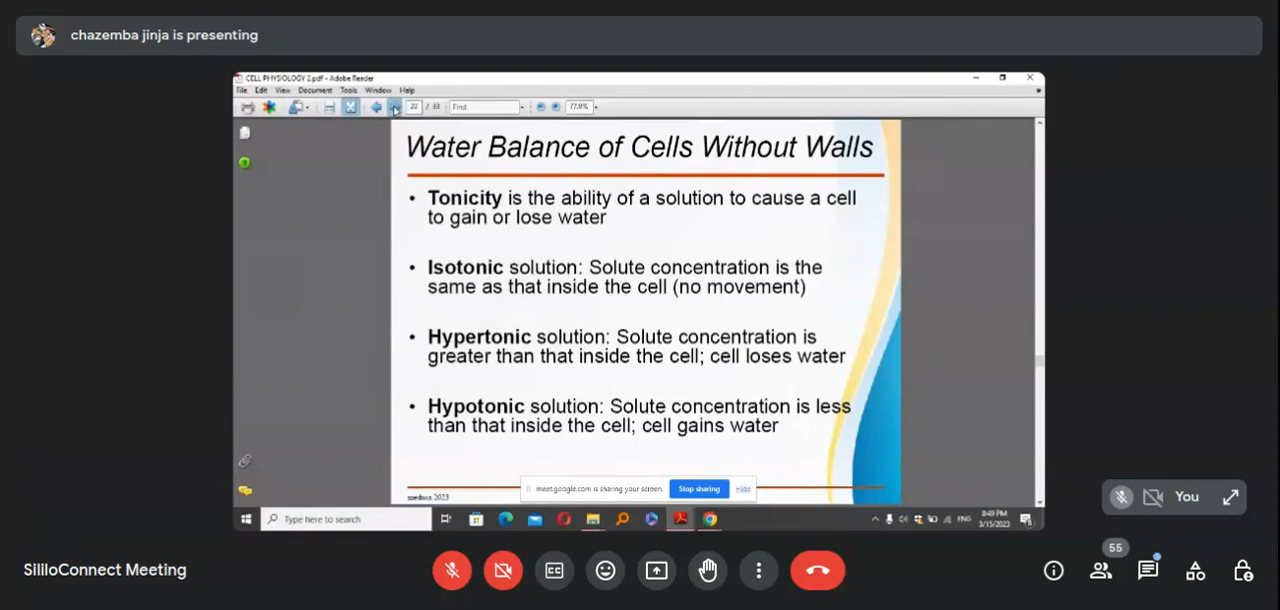 chazemba jinja is presenting
CELL PHYSIOLOGY 2.pdf - Adobe Reader
File Edit View Document Tools Window Help
22 / 33 Find 77.9%
Water Balance of Cells Without Walls
• Tonicity is the ability of a solution to cause a cell
to gain or lose water
• Isotonic solution: Solute concentration is the
same as that inside the cell (no movement)
• Hypertonic solution: Solute concentration is
greater than that inside the cell; cell loses water
• Hypotonic solution: Solute concentration is less
than that inside the cell; cell gains water
meet.google.com is sharing your screen. Stop sharing Hide
2023
You
Type here to search
ENG
8:49 PM
3/15/2023
55
SililoConnect Meeting